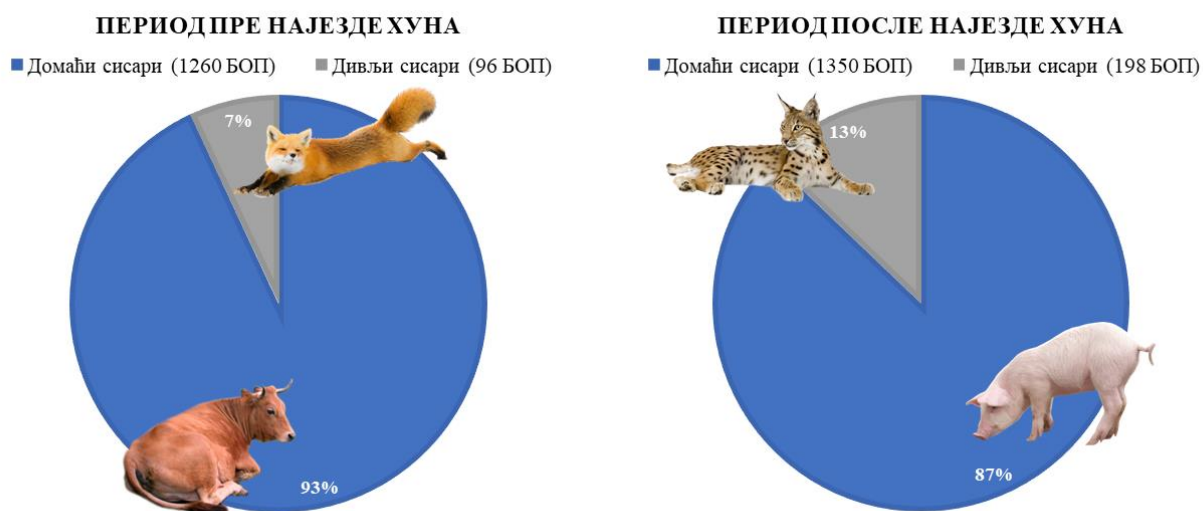 ПЕРИОД ПРЕ НАЈЕЗДЕ ХУНА
Домаћи сисари (1260 БОП) Дивљи сисари (96 БОП)
7%
93%
ПЕРИОД ПОСЛЕ НАЈЕЗДЕ ХУНА
Домаћи сисари (1350 БОП) Дивљи сисари (198 БОП)
13%
87%